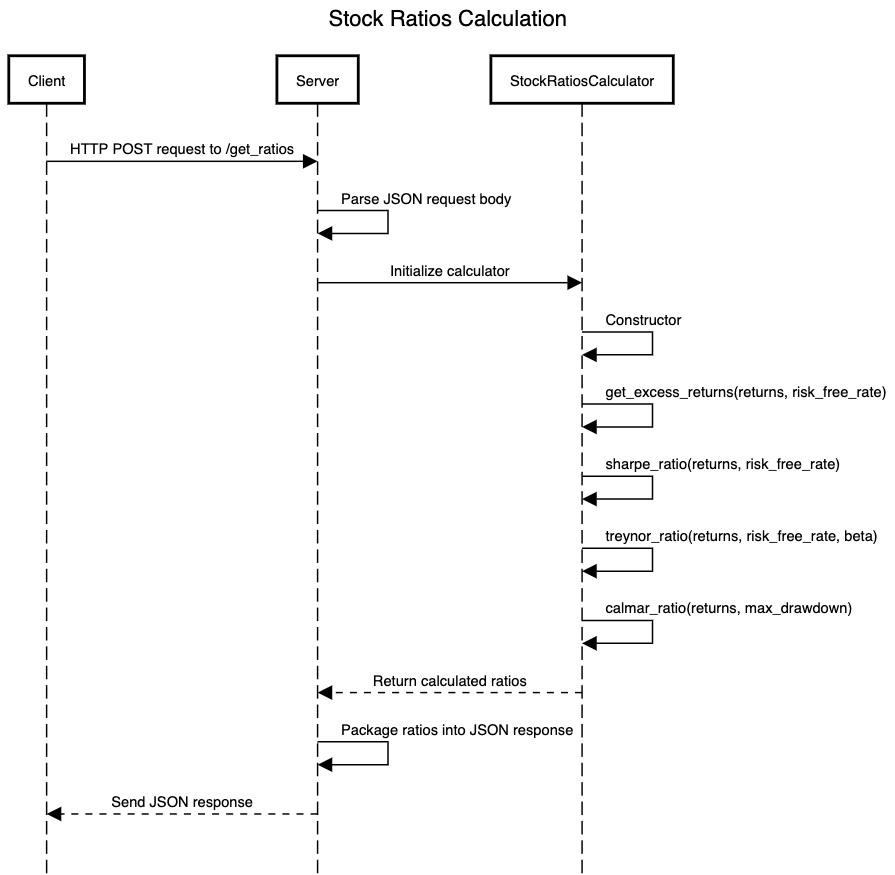 Stock Ratios Calculation
Client
Server
StockRatiosCalculator
HTTP POST request to /get_ratios
Parse JSON request body
Initialize calculator
Constructor
get_excess_returns(returns, risk_free_rate)
sharpe_ratio(returns, risk_free_rate)
treynor_ratio(returns, risk_free_rate, beta)
calmar_ratio(returns, max_drawdown)
Return calculated ratios
Package ratios into JSON response
Send JSON response